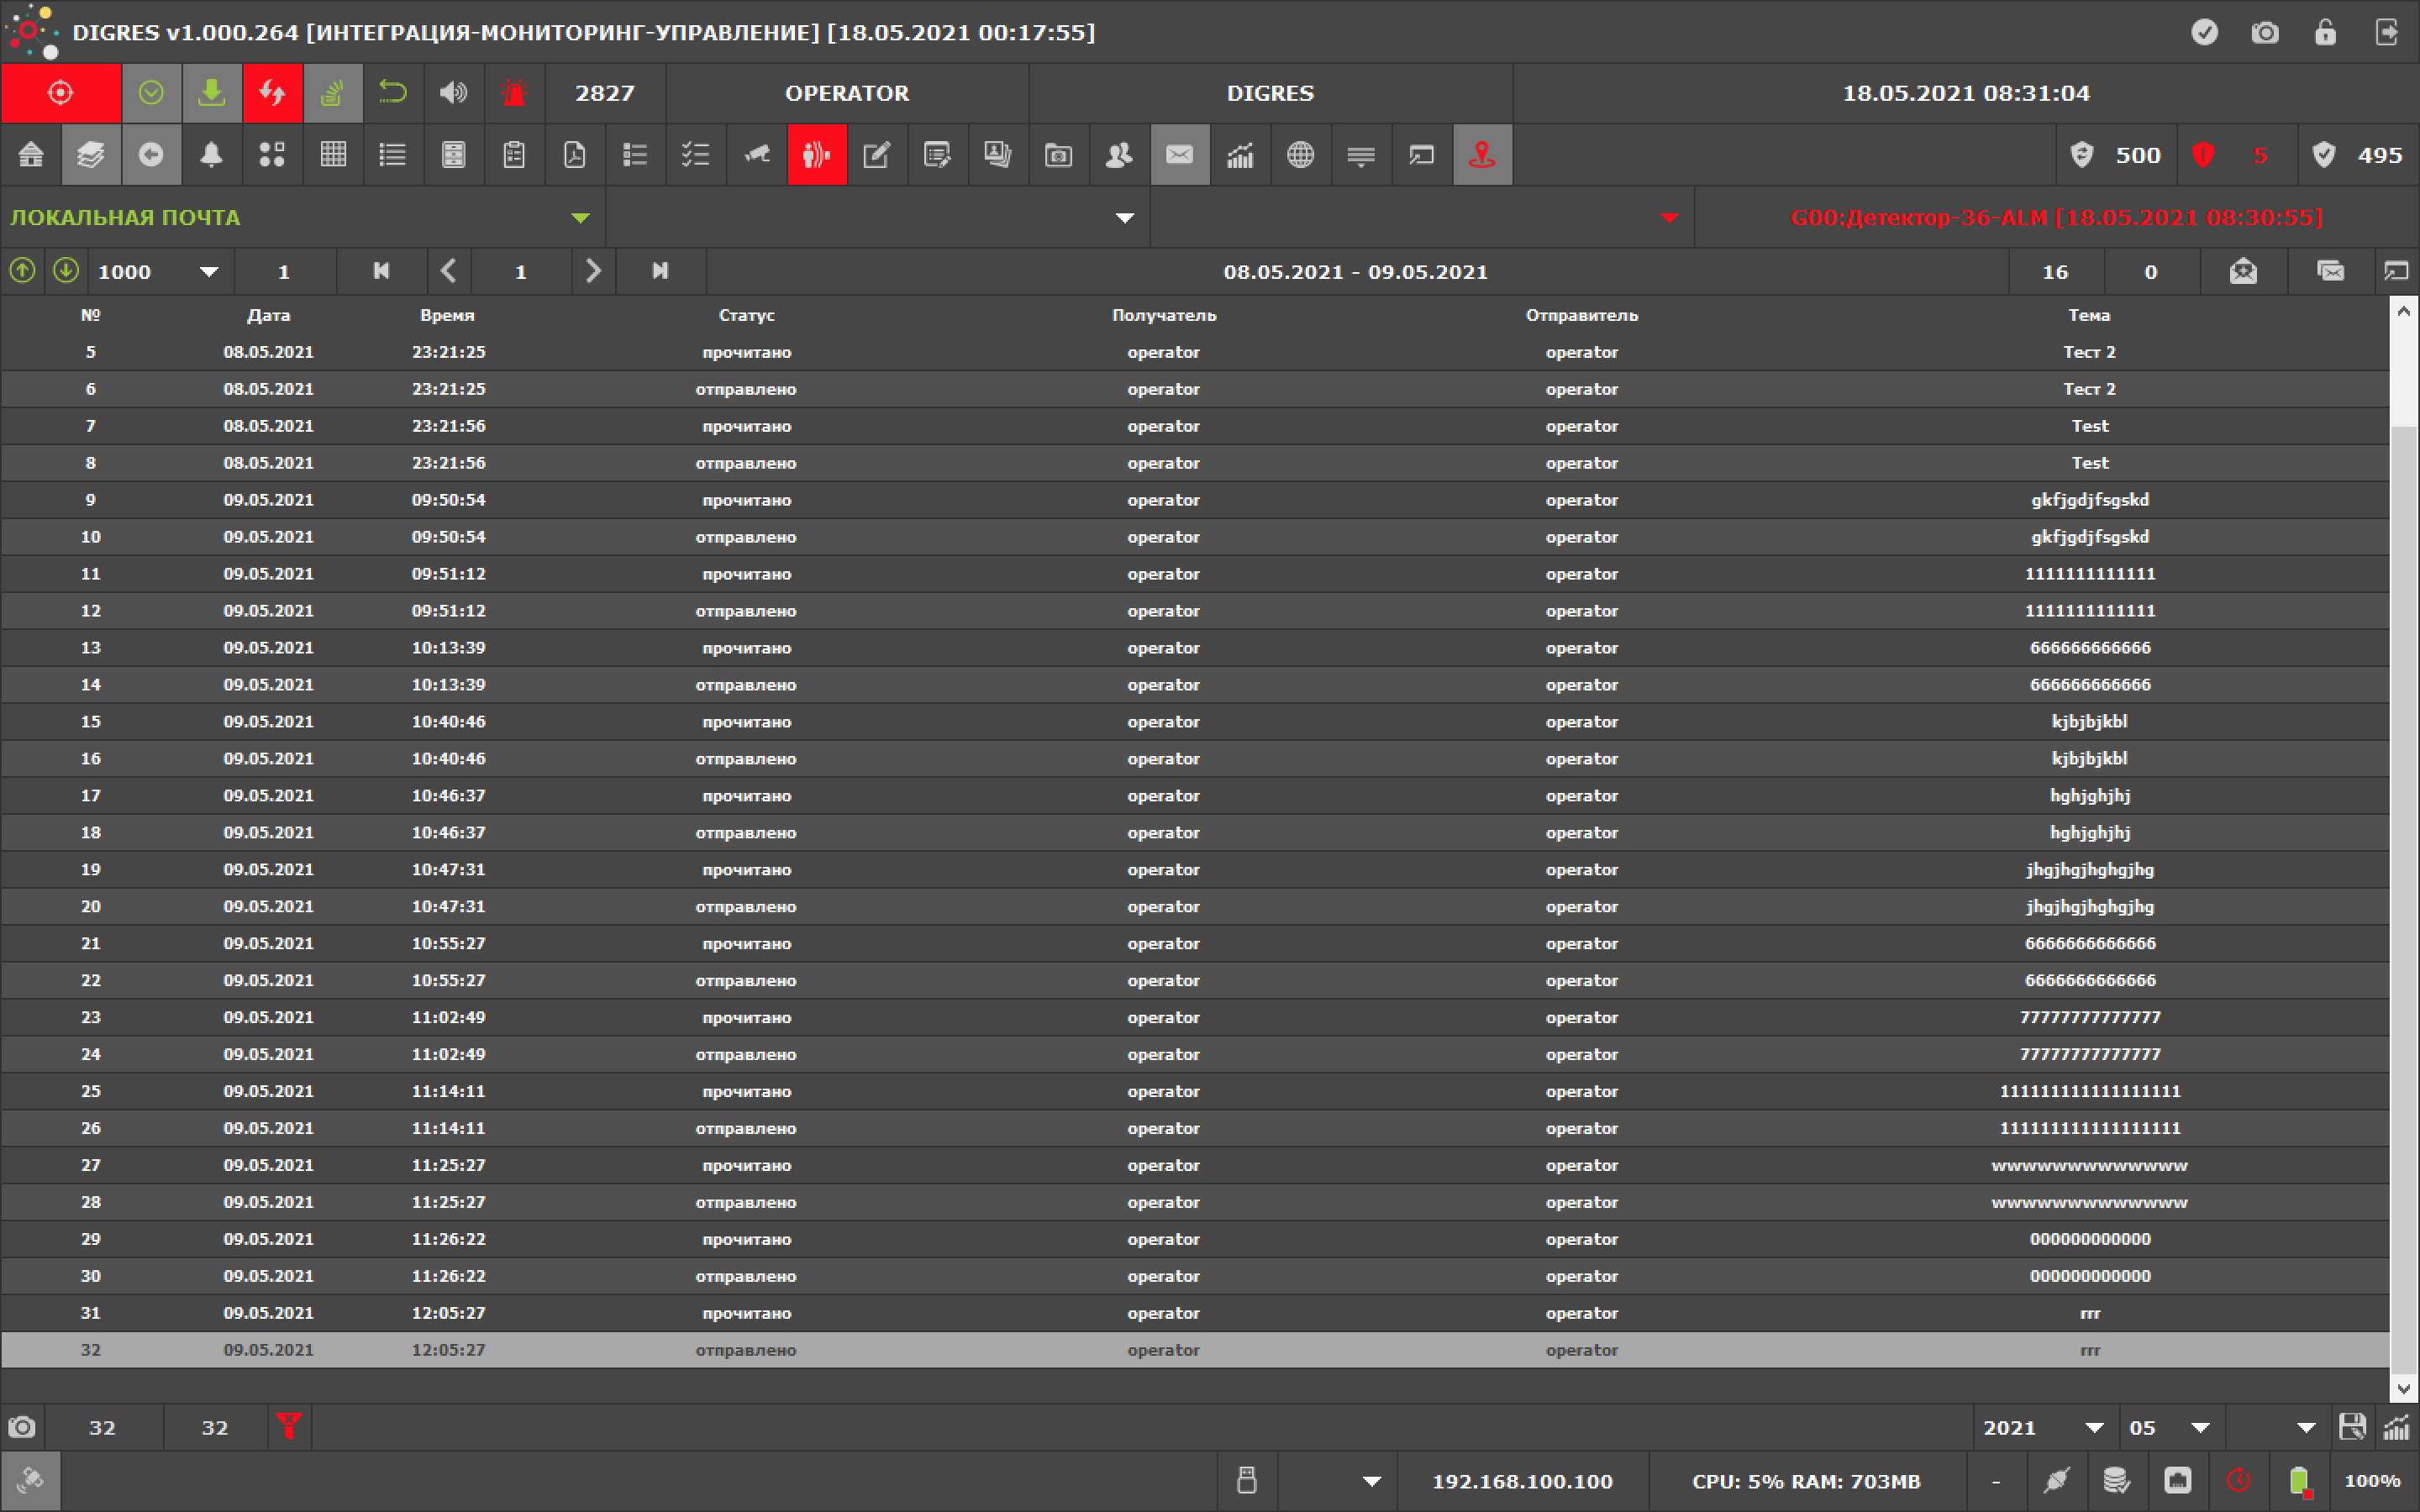 DIGRES v1.000.264 [ИНТЕГРАЦИЯ-МОНИТОРИНГ-УПРАВЛЕНИЕ] [18.05.2021 00:17:55]
2827 OPERATOR DIGRES 18.05.2021 08:31:04
500 5 495
ЛОКАЛЬНАЯ ПОЧТА G00:Детектор-36-ALM [18.05.2021 08:30:55]
1000 1 1 08.05.2021 - 09.05.2021 16 0
№ Дата Время Статус Получатель Отправитель Тема
5 08.05.2021 23:21:25 прочитано operator operator Тест 2
6 08.05.2021 23:21:25 отправлено operator operator Тест 2
7 08.05.2021 23:21:56 прочитано operator operator Test
8 08.05.2021 23:21:56 отправлено operator operator Test
9 09.05.2021 09:50:54 прочитано operator operator gkfjgdjfsgskd
10 09.05.2021 09:50:54 отправлено operator operator gkfjgdjfsgskd
11 09.05.2021 09:51:12 прочитано operator operator 1111111111111
12 09.05.2021 09:51:12 отправлено operator operator 1111111111111
13 09.05.2021 10:13:39 прочитано operator operator 666666666666
14 09.05.2021 10:13:39 отправлено operator operator 666666666666
15 09.05.2021 10:40:46 прочитано operator operator kjbjbjkbl
16 09.05.2021 10:40:46 отправлено operator operator kjbjbjkbl
17 09.05.2021 10:46:37 прочитано operator operator hghjghjhj
18 09.05.2021 10:46:37 отправлено operator operator hghjghjhj
19 09.05.2021 10:47:31 прочитано operator operator jhgjhgjhghgjhg
20 09.05.2021 10:47:31 отправлено operator operator jhgjhgjhghgjhg
21 09.05.2021 10:55:27 прочитано operator operator 6666666666666
22 09.05.2021 10:55:27 отправлено operator operator 6666666666666
23 09.05.2021 11:02:49 прочитано operator operator 77777777777777
24 09.05.2021 11:02:49 отправлено operator operator 77777777777777
25 09.05.2021 11:14:11 прочитано operator operator 111111111111111111
26 09.05.2021 11:14:11 отправлено operator operator 111111111111111111
27 09.05.2021 11:25:27 прочитано operator operator wwwwwwwwwwwww
28 09.05.2021 11:25:27 отправлено operator operator wwwwwwwwwwwww
29 09.05.2021 11:26:22 прочитано operator operator 000000000000
30 09.05.2021 11:26:22 отправлено operator operator 000000000000
31 09.05.2021 12:05:27 прочитано operator operator rrr
32 09.05.2021 12:05:27 отправлено operator operator rrr
32 32 2021 05
192.168.100.100 CPU: 5% RAM: 703MB - 100%